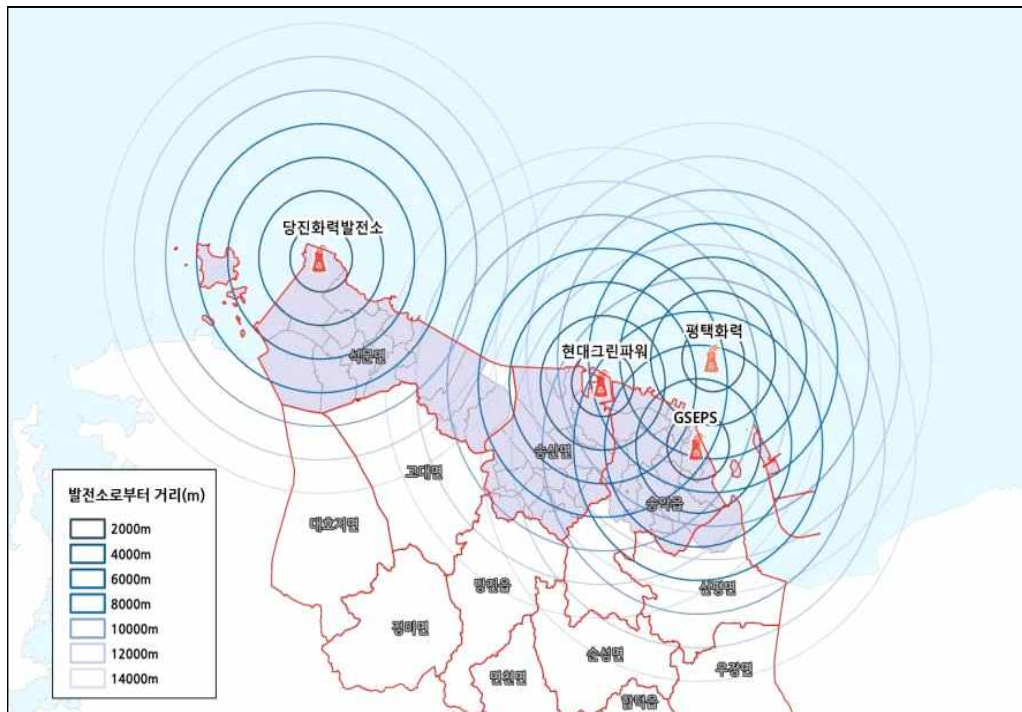 당진화력발전소
평택화력
현대그린파워
GSEPS
석문면
고대면
송산면
송악읍
대호지면
신평면
정미면
순성면
우강면
면천면
합덕읍
발전소로부터 거리(m)
2000m
4000m
6000m
8000m
10000m
12000m
14000m